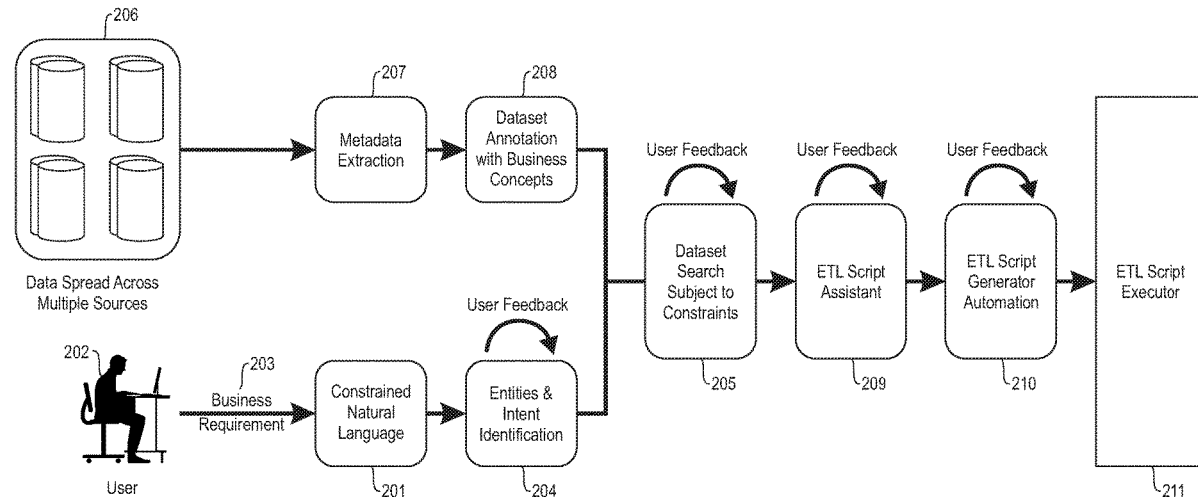 206
207
208
Metadata
Extraction
Dataset
Annotation
with Business
Concepts
Data Spread Across
Multiple Sources
User Feedback
User Feedback
User Feedback
Dataset
Search
Subject to
Constraints
ETL Script
Assistant
ETL Script
Generator
Automation
ETL Script
Executor
205
209
210
211
202
User
203
Business
Requirement
Constrained
Natural
Language
201
User Feedback
Entities &
Intent
Identification
204